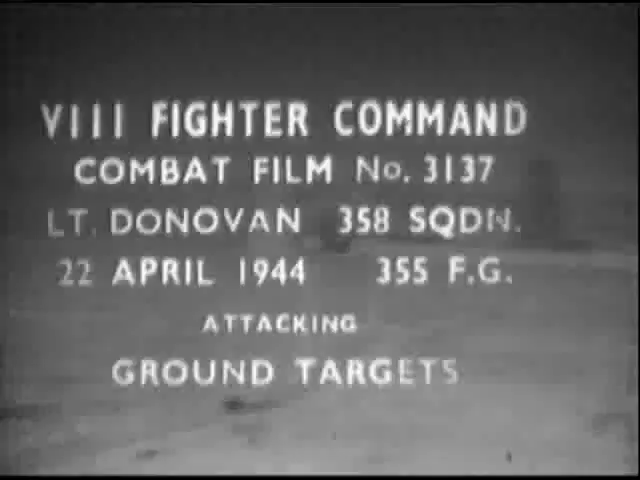 VIII FIGHTER COMMAND
COMBAT FILM No. 3137
LT. DONOVAN 358 SQDN.
22 APRIL 1944 355 F.G.
ATTACKING
GROUND TARGETS